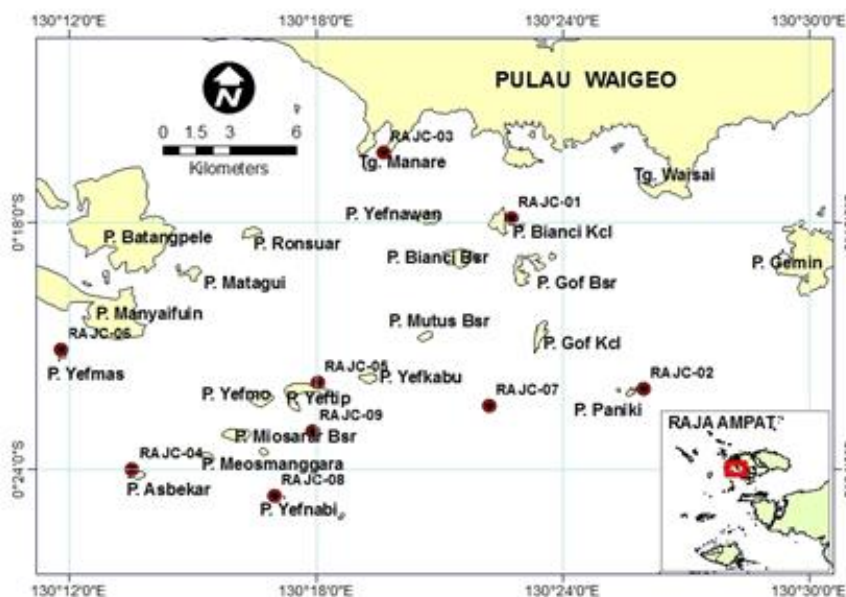 130°12'0"E 130°18'0"E 130°24'0"E 130°30'0"E
PULAU WAIGEO
N
0 1.5 3 6
Kilometers
RAJC-03
Tg. Manare
Tg. Waisai
RAJC-01
P. Yefnawan
0°18'0"S
P. Bianci Kcl
P. Batangpele
P. Ronsuar
P. Bianci Bsr
P. Gemin
P. Matagui
P. Gof Bsr
P. Manyaifuin
P. Mutus Bsr
RAJC-06
P. Gof Kcl
P. Yefmas
RAJC-05
P. Yefkabu
RAJC-02
P. Yefmo
P. Yeftip
RAJC-07
P. Paniki
RAJC-09
RAJA AMPAT
P. Miosarar Bsr
RAJC-04
P. Meosmanggara
0°24'0"S
P. Asbekar
RAJC-08
P. Yefnabi
130°12'0"E 130°18'0"E 130°24'0"E 130°30'0"E